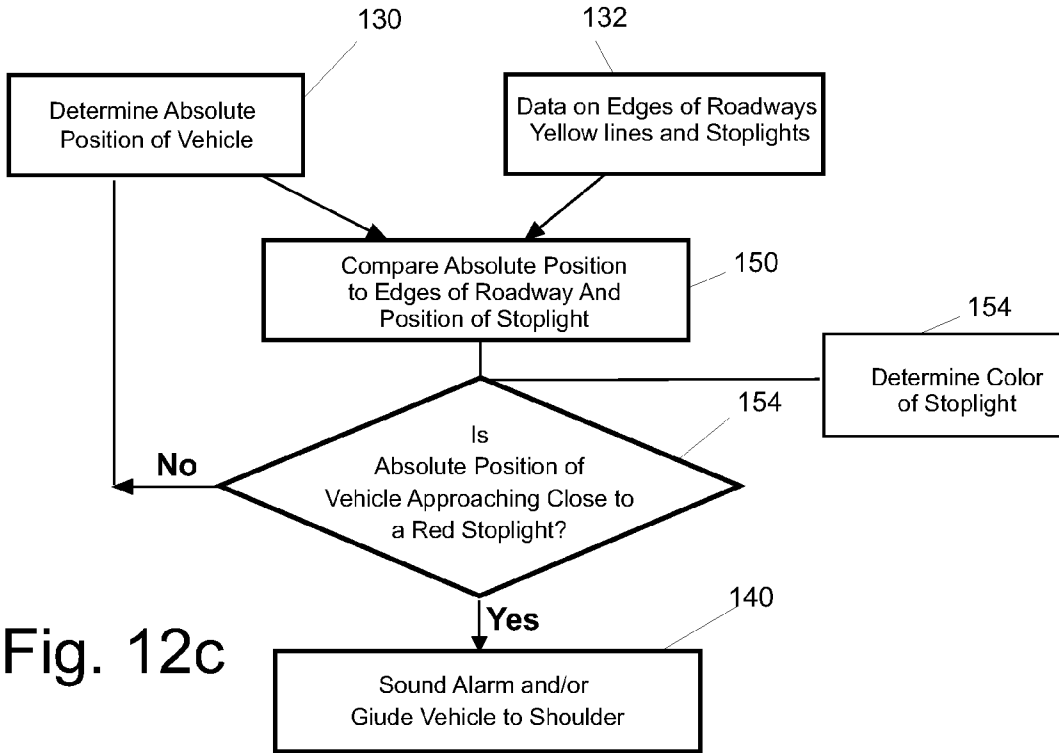 130
132
Determine Absolute
Position of Vehicle
Data on Edges of Roadways
Yellow lines and Stoplights
Compare Absolute Position
to Edges of Roadway And
Position of Stoplight
150
154
Determine Color
of Stoplight
154
Is
Absolute Position of
Vehicle Approaching Close to
a Red Stoplight?
No
Yes
140
Fig. 12c
Sound Alarm and/or
Giude Vehicle to Shoulder